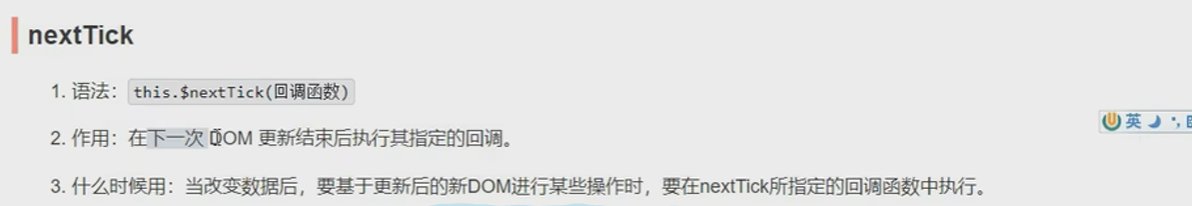 nextTick
1. 语法：this.$nextTick(回调函数)
2. 作用：在下一次 DOM 更新结束后执行其指定的回调。
英
3. 什么时候用：当改变数据后，要基于更新后的新DOM进行某些操作时，要在nextTick所指定的回调函数中执行。